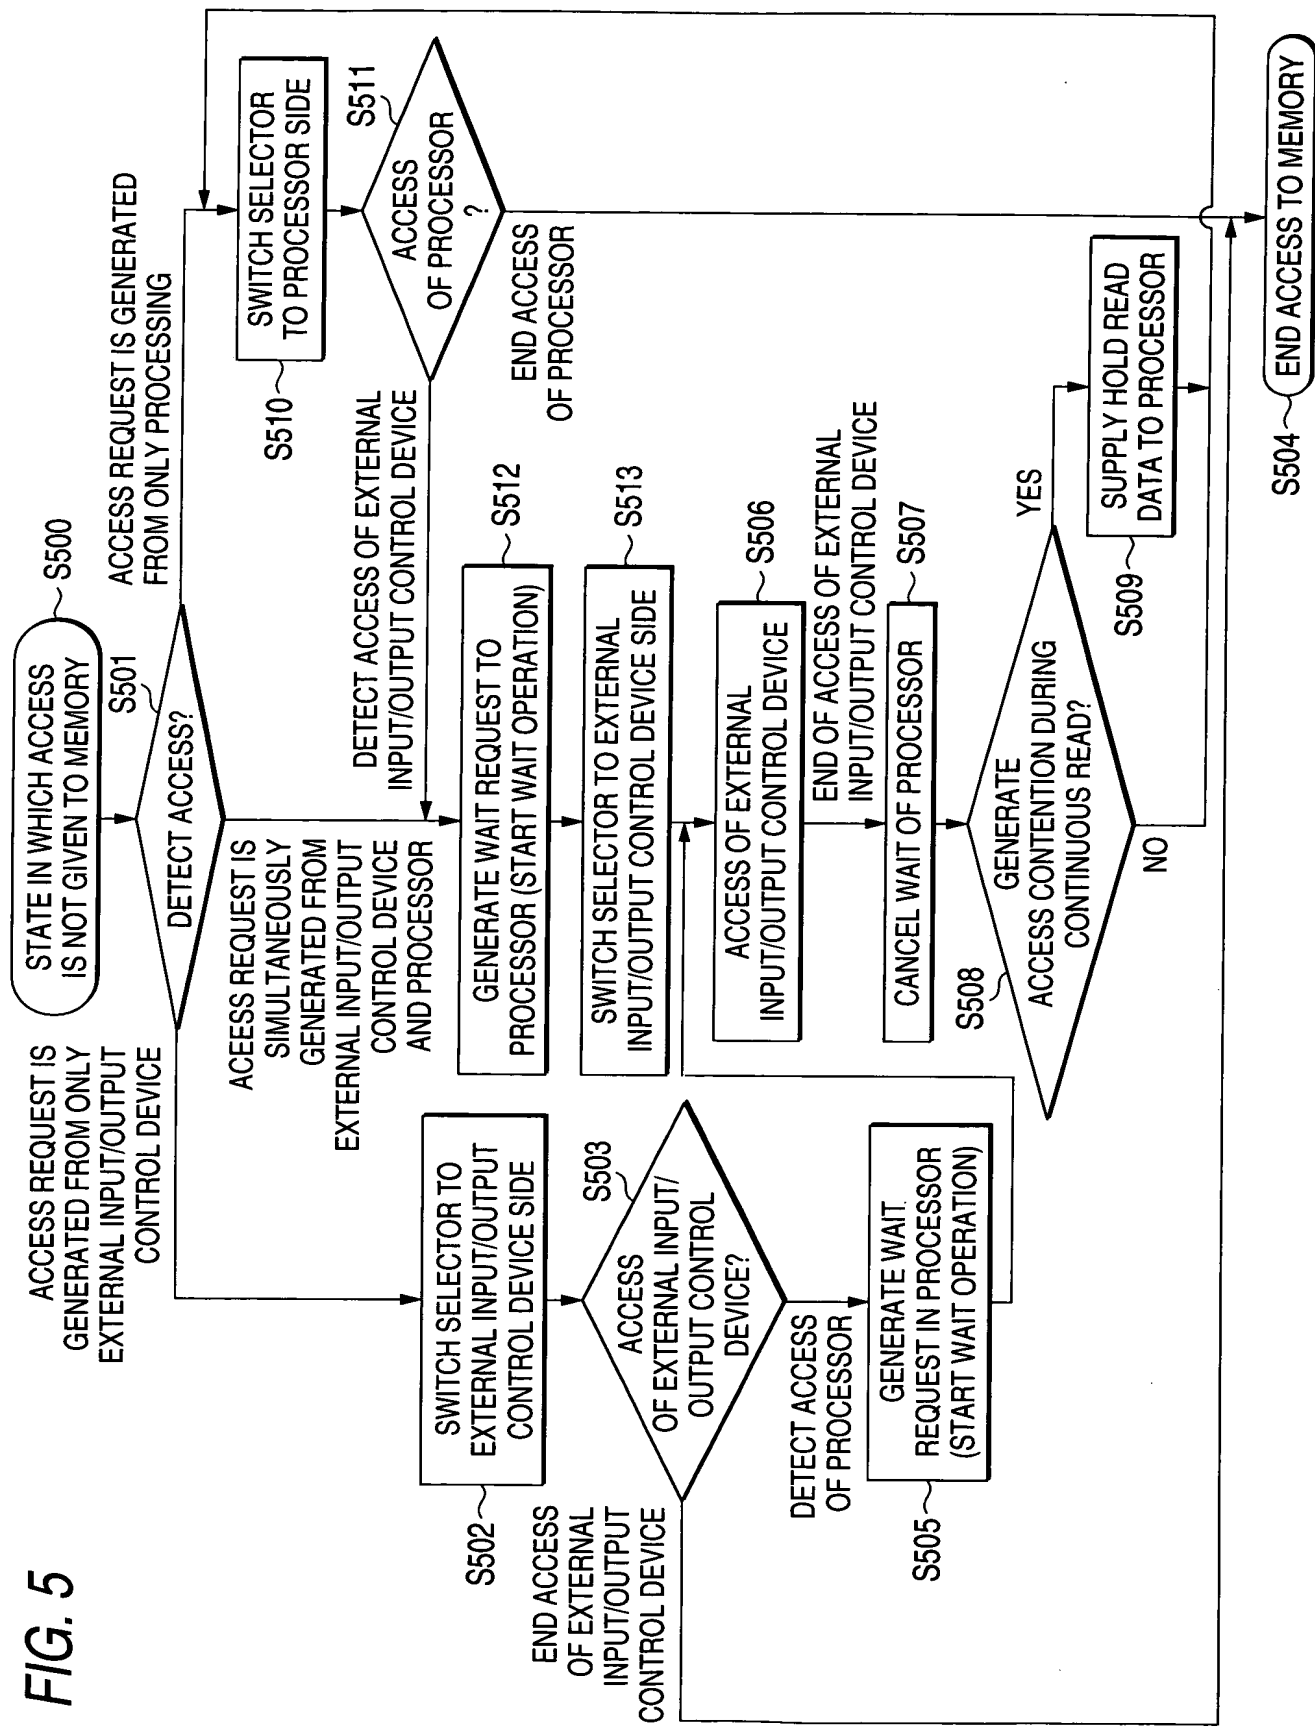 FIG. 5
STATE IN WHICH ACCESS
IS NOT GIVEN TO MEMORY
S500
S501
DETECT ACCESS?
ACCESS REQUEST IS
GENERATED FROM ONLY
EXTERNAL INPUT/OUTPUT
CONTROL DEVICE
ACEESS REQUEST IS
SIMULTANEOUSLY
GENERATED FROM
EXTERNAL INPUT/OUTPUT
CONTROL DEVICE
AND PROCESSOR
ACCESS REQUEST IS GENERATED
FROM ONLY PROCESSING
SWITCH SELECTOR
TO PROCESSOR SIDE
S510
S511
ACCESS
OF PROCESSOR
?
DETECT ACCESS OF EXTERNAL
INPUT/OUTPUT CONTROL DEVICE
END ACCESS
OF PROCESSOR
SWITCH SELECTOR TO
EXTERNAL INPUT/OUTPUT
CONTROL DEVICE SIDE
S502
GENERATE WAIT REQUEST TO
PROCESSOR (START WAIT OPERATION)
S512
SWITCH SELECTOR TO EXTERNAL
INPUT/OUTPUT CONTROL DEVICE SIDE
S513
S503
ACCESS
OF EXTERNAL INPUT/
OUTPUT CONTROL
DEVICE?
END ACCESS
OF EXTERNAL
INPUT/OUTPUT
CONTROL DEVICE
DETECT ACCESS
OF PROCESSOR
ACCESS OF EXTERNAL
INPUT/OUTPUT CONTROL DEVICE
S506
END OF ACCESS OF EXTERNAL
INPUT/OUTPUT CONTROL DEVICE
GENERATE WAIT
REQUEST IN PROCESSOR
(START WAIT OPERATION)
S505
CANCEL WAIT OF PROCESSOR
S507
S508
GENERATE
ACCESS CONTENTION DURING
CONTINUOUS READ?
YES
NO
SUPPLY HOLD READ
DATA TO PROCESSOR
S509
S504
END ACCESS TO MEMORY